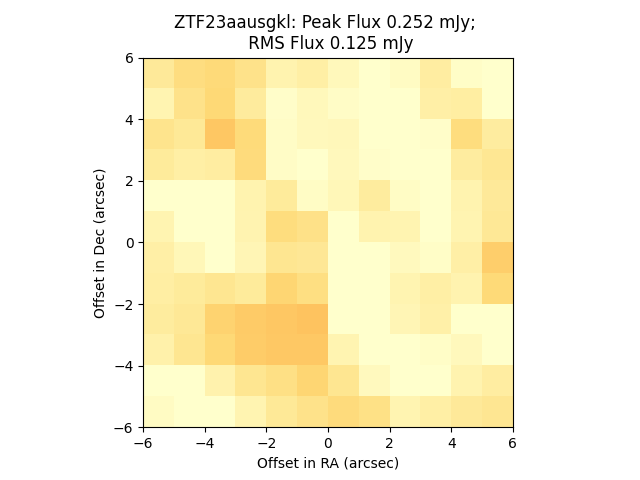 ZTF23aausgkl: Peak Flux 0.252 mJy;
RMS Flux 0.125 mJy
6
4
2
0
−2
−4
−6
Offset in Dec (arcsec)
−6 −4 −2 0 2 4 6
Offset in RA (arcsec)